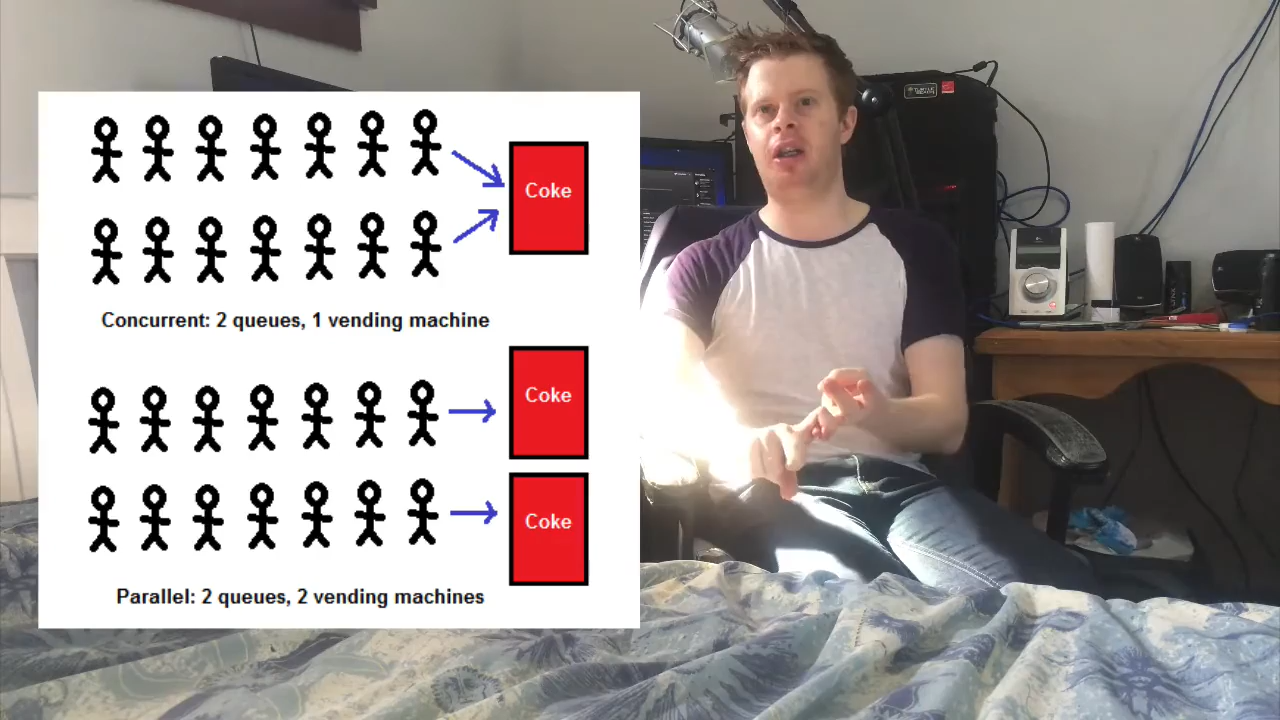 Coke
Concurrent: 2 queues, 1 vending machine
Coke
Coke
Parallel: 2 queues, 2 vending machines